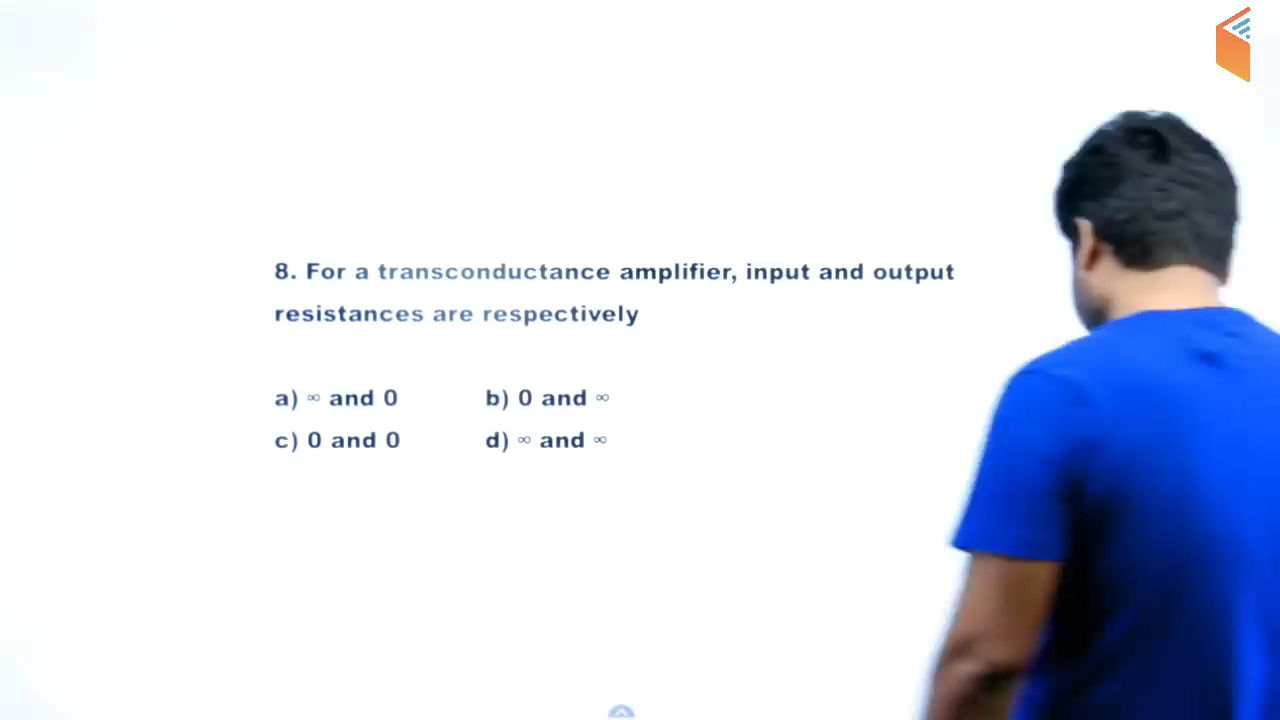 8. For a transconductance amplifier, input and output
resistances are respectively
a) ∞ and 0 b) 0 and ∞
c) 0 and 0 d) ∞ and ∞